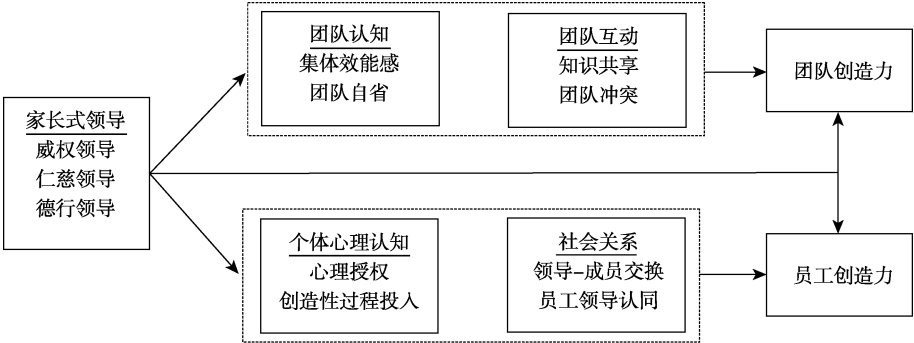 家长式领导
威权领导
仁慈领导
德行领导
团队认知
集体效能感
团队自省
团队互动
知识共享
团队冲突
团队创造力
个体心理认知
心理授权
创造性过程投入
社会关系
领导-成员交换
员工领导认同
员工创造力